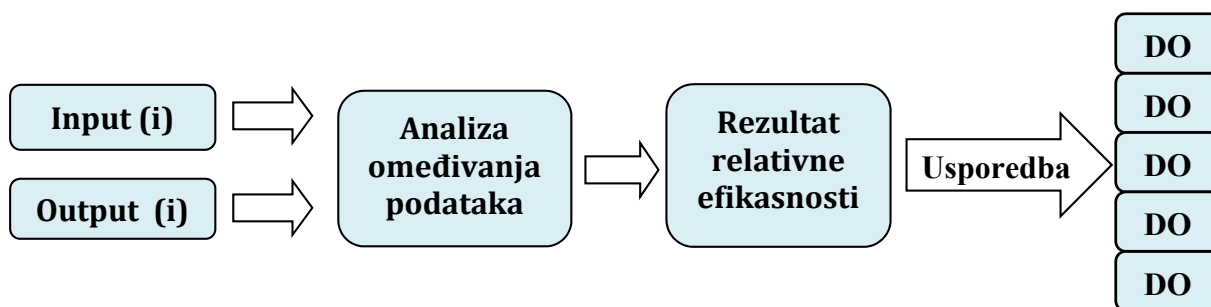 Input (i)
Output (i)
Analiza
omeđivanja
podataka
Rezultat
relativne
efikasnosti
Usporedba
DO
DO
DO
DO
DO